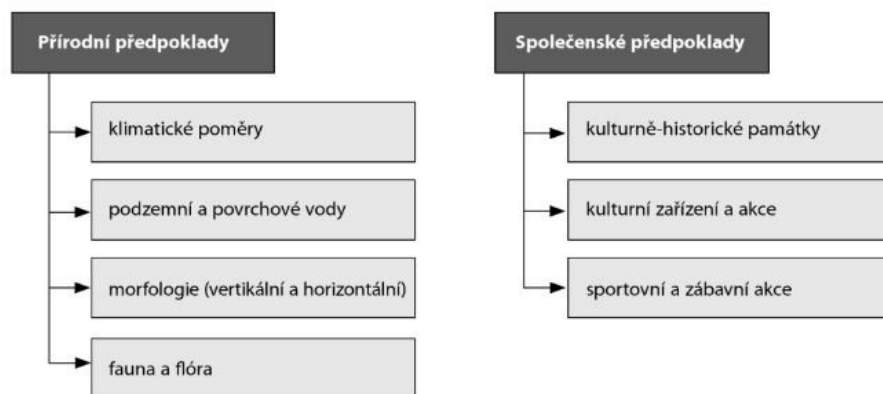 Přírodní předpoklady
klimatické poměry
podzemní a povrchové vody
morfologie (vertikální a horizontální)
fauna a flóra
Společenské předpoklady
kulturně-historické památky
kulturní zařízení a akce
sportovní a zábavní akce